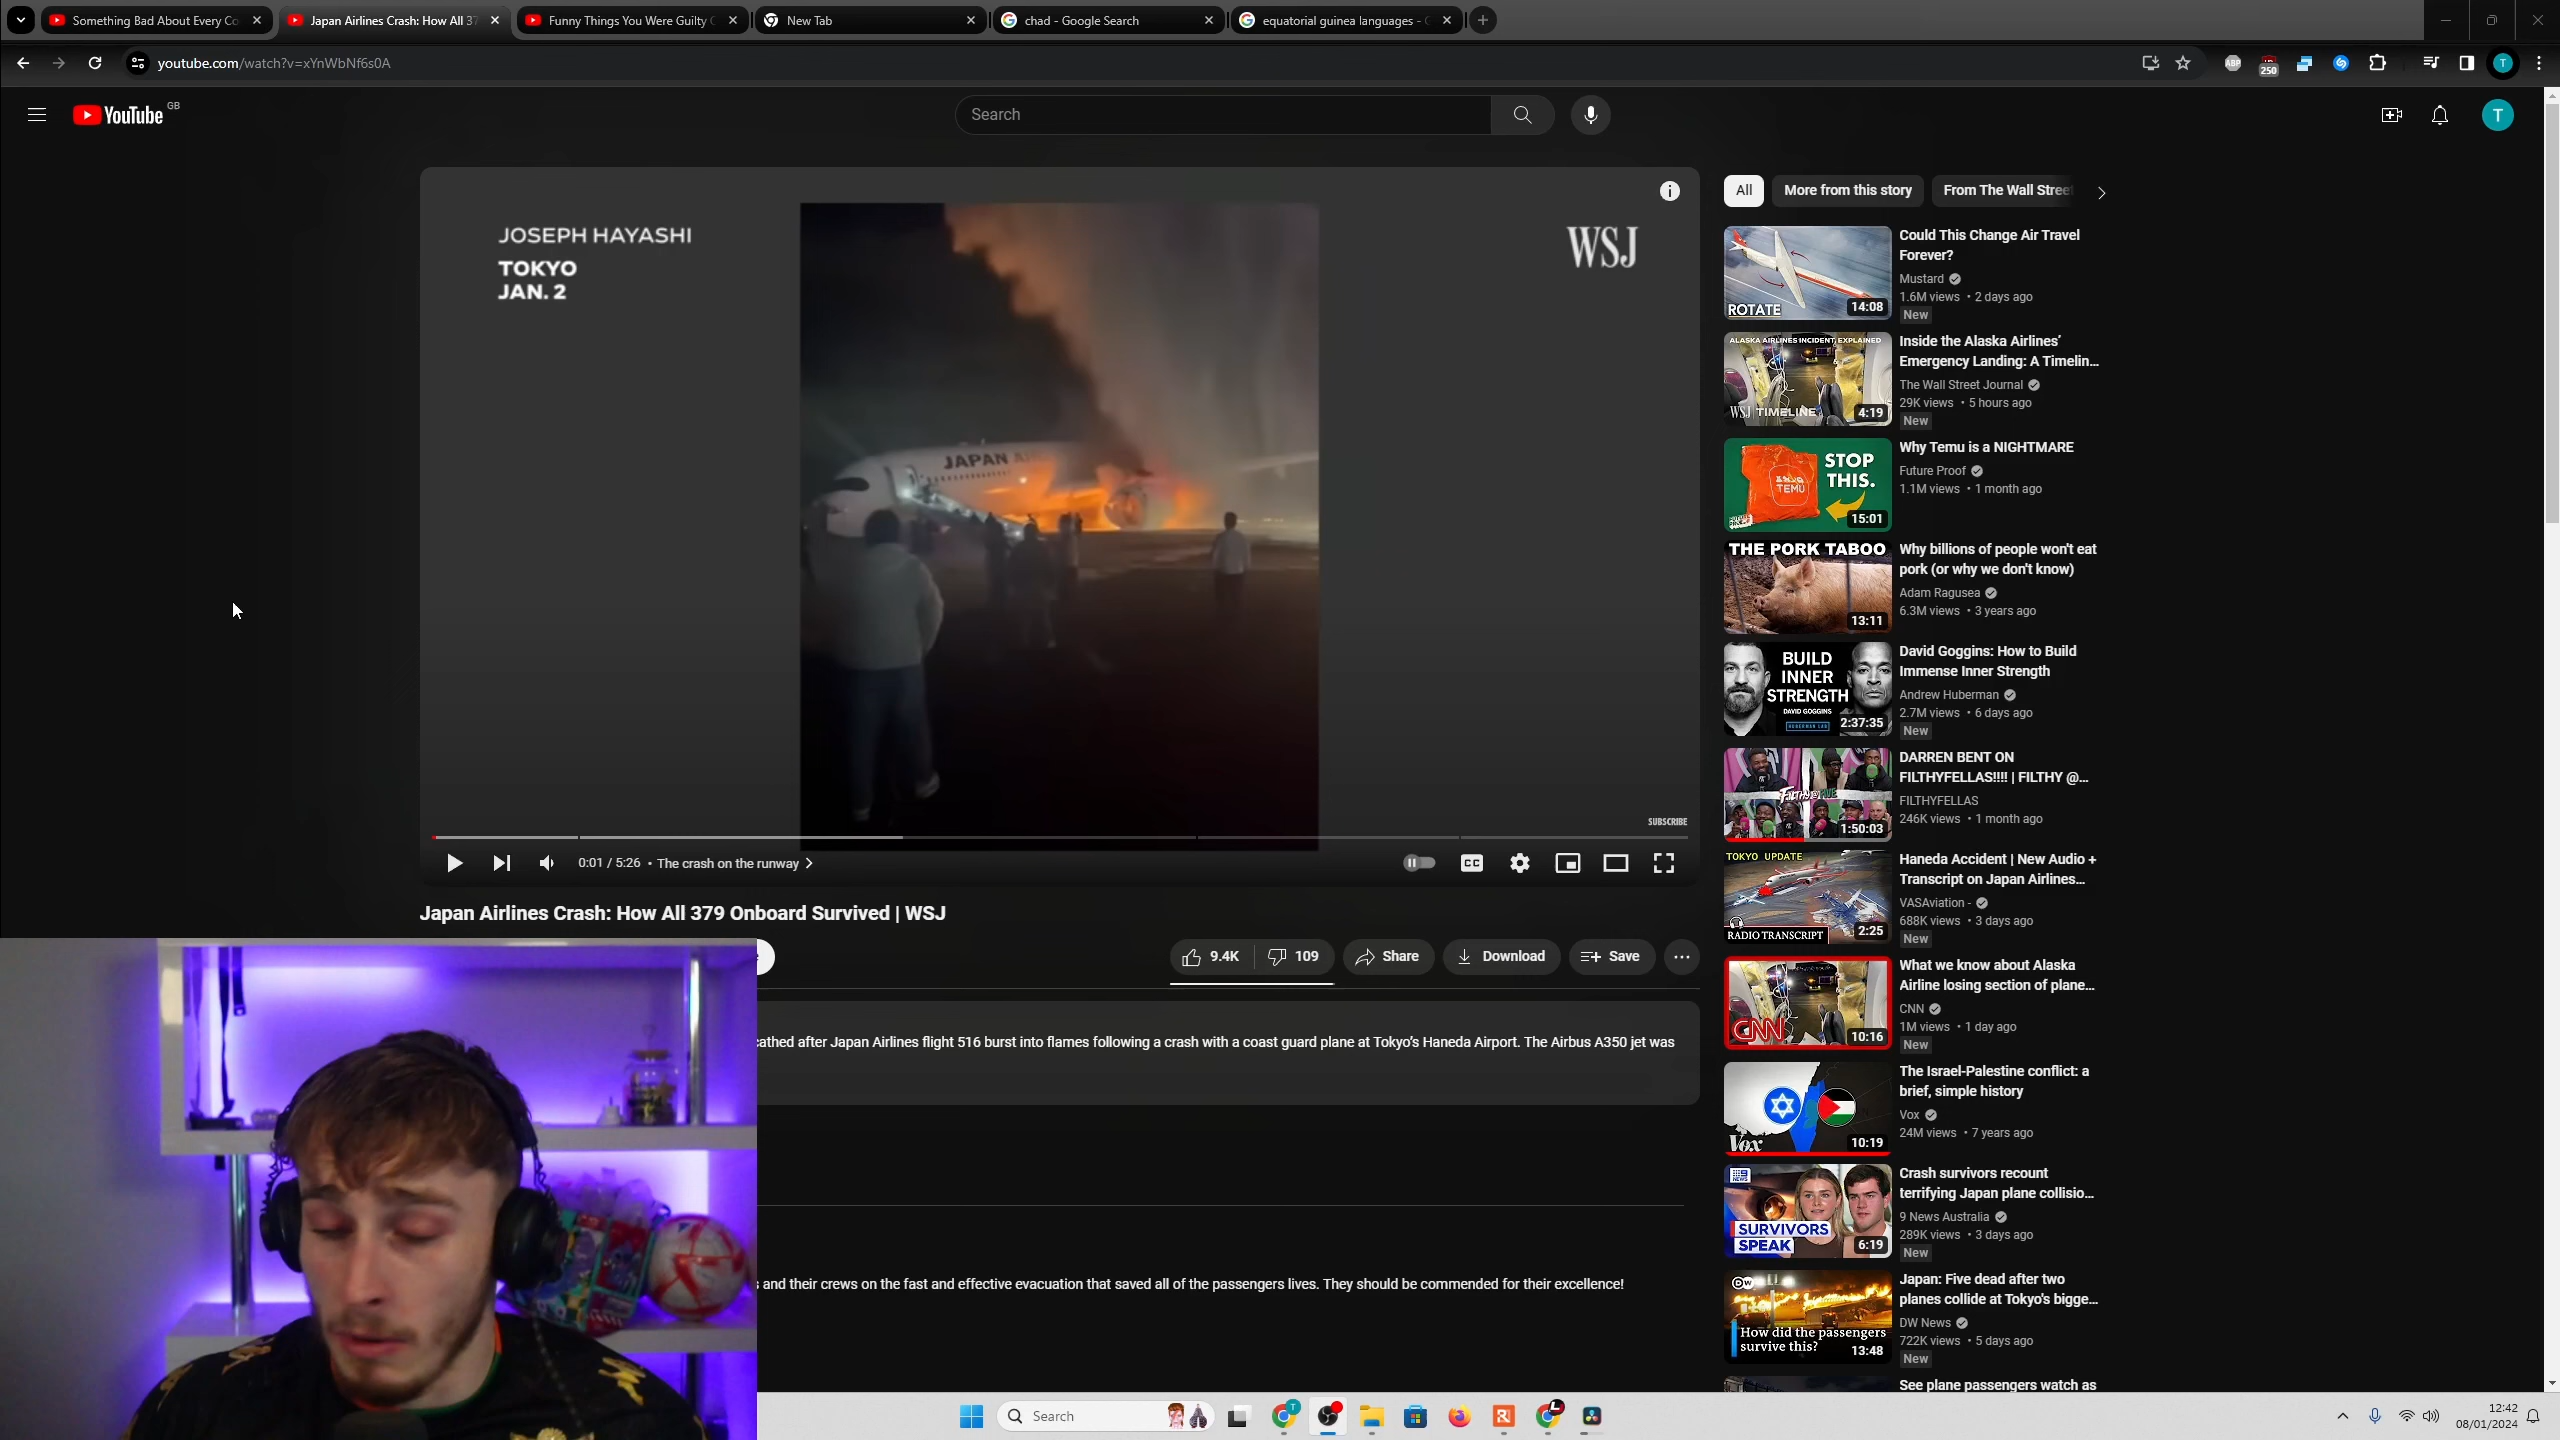 Something Bad About Every Co
Japan Airlines Crash: How All 37
Funny Things You Were Guilty
New Tab
chad - Google Search
equatorial guinea languages -
youtube.com/watch?v=xYnWbNf6s0A
ABP
250
T
YouTube GB
Search
T
JOSEPH HAYASHI
TOKYO
JAN. 2
WSJ
JAPAN
SUBSCRIBE
0:01 / 5:26 • The crash on the runway
CC
Japan Airlines Crash: How All 379 Onboard Survived | WSJ
9.4K
109
Share
Download
Save
cathed after Japan Airlines flight 516 burst into flames following a crash with a coast guard plane at Tokyo's Haneda Airport. The Airbus A350 jet was
s and their crews on the fast and effective evacuation that saved all of the passengers lives. They should be commended for their excellence!
All
More from this story
From The Wall Street
ROTATE
14:08
Could This Change Air Travel
Forever?
Mustard
1.6M views • 2 days ago
New
ALASKA AIRLINES INCIDENT, EXPLAINED
WSJ TIMELINE
4:19
Inside the Alaska Airlines'
Emergency Landing: A Timelin...
The Wall Street Journal
29K views • 5 hours ago
New
STOP
THIS.
TEMU
15:01
Why Temu is a NIGHTMARE
Future Proof
1.1M views • 1 month ago
THE PORK TABOO
13:11
Why billions of people won't eat
pork (or why we don't know)
Adam Ragusea
6.3M views • 3 years ago
BUILD
INNER
STRENGTH
DAVID GOGGINS
HUBERMAN LAB
2:37:35
David Goggins: How to Build
Immense Inner Strength
Andrew Huberman
2.7M views • 6 days ago
New
1:50:03
DARREN BENT ON
FILTHYFELLAS!!!! | FILTHY @...
FILTHYFELLAS
246K views • 1 month ago
TOKYO UPDATE
RADIO TRANSCRIPT
2:25
Haneda Accident | New Audio +
Transcript on Japan Airlines...
VASAviation -
688K views • 3 days ago
New
CNN
10:16
What we know about Alaska
Airline losing section of plane...
CNN
1M views • 1 day ago
New
Vox
10:19
The Israel-Palestine conflict: a
brief, simple history
Vox
24M views • 7 years ago
9 NEWS
SURVIVORS
SPEAK
6:19
Crash survivors recount
terrifying Japan plane collisio...
9 News Australia
289K views • 3 days ago
New
DW
How did the passengers
survive this?
13:48
Japan: Five dead after two
planes collide at Tokyo's bigge...
DW News
722K views • 5 days ago
New
See plane passengers watch as
Search
12:42
08/01/2024